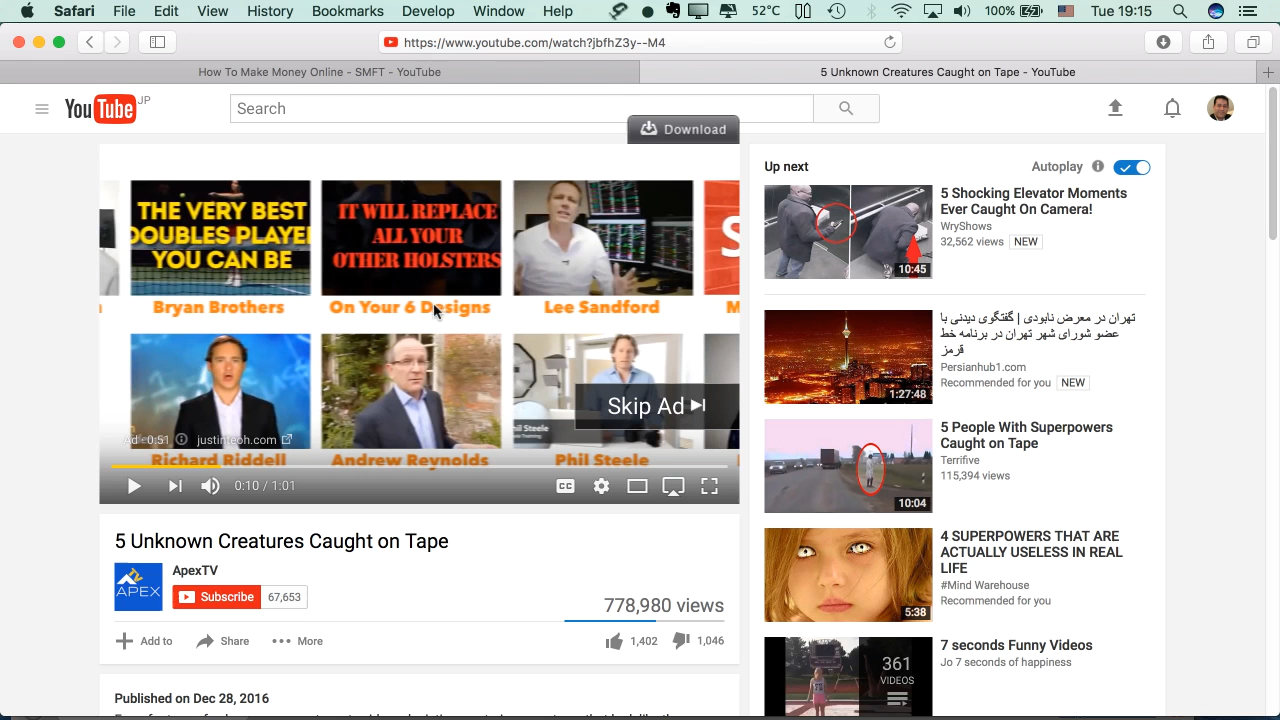 Safari File Edit View History Bookmarks Develop Window Help 52°C 100% Tue 19:15
https://www.youtube.com/watch?jbfhZ3y--M4
How To Make Money Online - SMFT - YouTube
5 Unknown Creatures Caught on Tape - YouTube
YouTube JP
Search
Download
THE VERY BEST
DOUBLES PLAYE
YOU CAN BE
Bryan Brothers
IT WILL REPLACE
ALL YOUR
OTHER HOLSTERS
On Your 6 Designs
Lee Sandford
S
M
Skip Ad
Phil Steele
Ad · 0:51 justinteoh.com
Richard Riddell
Andrew Reynolds
Phil Steele
0:10 / 1:01
CC
5 Unknown Creatures Caught on Tape
APEX
ApexTV
Subscribe 67,653
778,980 views
Add to Share More 1,402 1,046
Published on Dec 28, 2016
Up next
Autoplay
5 Shocking Elevator Moments
Ever Caught On Camera!
WryShows
32,562 views NEW
10:45
تهران در معرض نابودی | گفتگوی دیدنی با
عضو شورای شهر تهران در برنامه خط
قرمز
Persianhub1.com
Recommended for you NEW
1:27:48
5 People With Superpowers
Caught on Tape
Terrifive
115,394 views
10:04
4 SUPERPOWERS THAT ARE
ACTUALLY USELESS IN REAL
LIFE
#Mind Warehouse
Recommended for you
5:38
7 seconds Funny Videos
Jo 7 seconds of happiness
361
VIDEOS